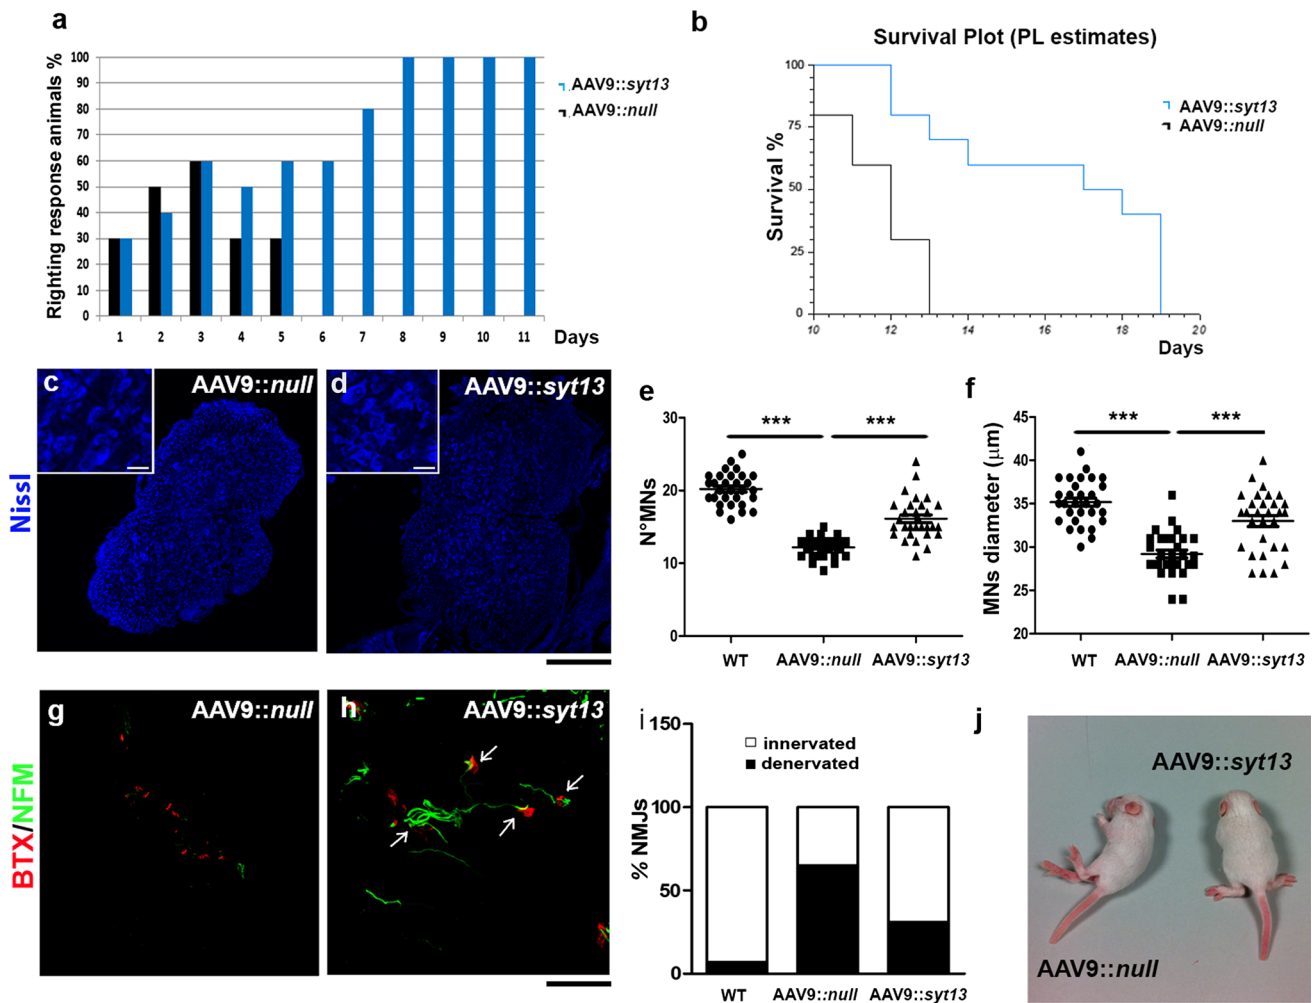 a
Righting response animals %
100
90
80
70
60
50
40
30
20
10
0
1 2 3 4 5 6 7 8 9 10 11 Days
AAV9::syt13
AAV9::null
b
Survival Plot (PL estimates)
Survival %
100
75
50
25
0
10 12 14 16 18 20
Days
AAV9::syt13
AAV9::null
Nissl
c AAV9::null
d AAV9::syt13
e
N°MNs
30
20
10
0
*** ***
WT AAV9::null AAV9::syt13
f
MNs diameter (µm)
45
40
35
30
25
20
*** ***
WT AAV9::null AAV9::syt13
BTX/NFM
g AAV9::null
h AAV9::syt13
i
% NMJs
150
100
50
0
innervated
denervated
WT AAV9::null AAV9::syt13
j
AAV9::syt13
AAV9::null